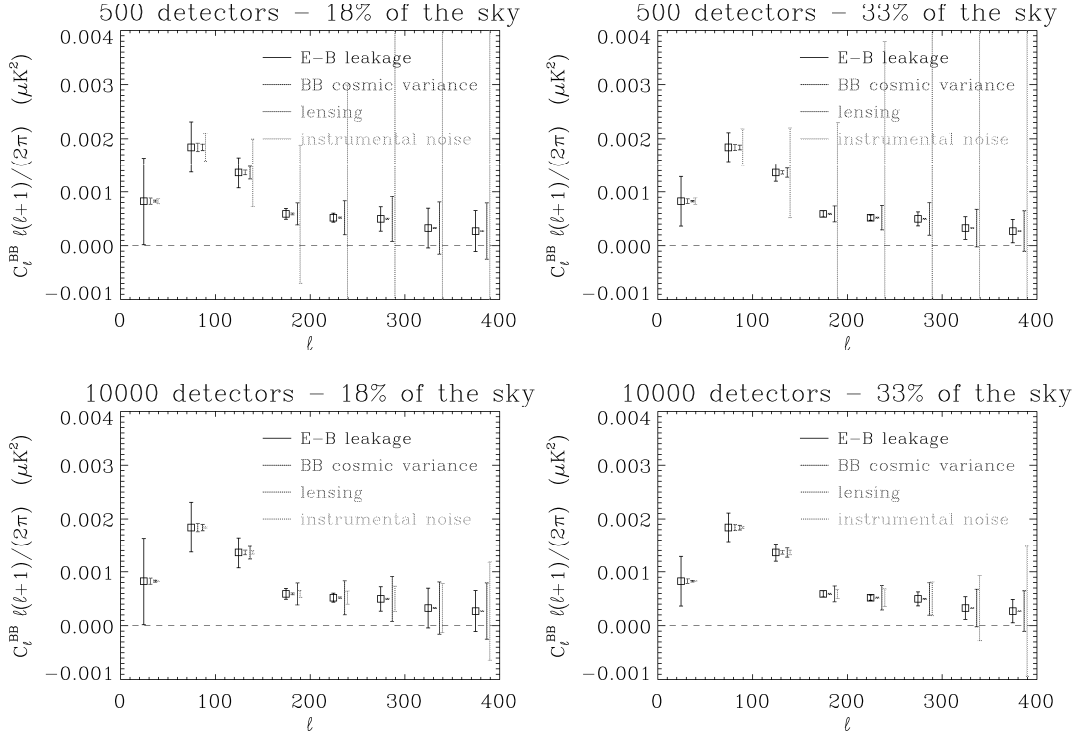 500 detectors – 18% of the sky
0.004
0.003
0.002
0.001
0.000
−0.001
C_ℓ^BB ℓ(ℓ+1)/(2π) (μK²)
E−B leakage
BB cosmic variance
lensing
instrumental noise
0 100 200 300 400
ℓ
500 detectors – 33% of the sky
0.004
0.003
0.002
0.001
0.000
−0.001
C_ℓ^BB ℓ(ℓ+1)/(2π) (μK²)
E−B leakage
BB cosmic variance
lensing
instrumental noise
0 100 200 300 400
ℓ
10000 detectors – 18% of the sky
0.004
0.003
0.002
0.001
0.000
−0.001
C_ℓ^BB ℓ(ℓ+1)/(2π) (μK²)
E−B leakage
BB cosmic variance
lensing
instrumental noise
0 100 200 300 400
ℓ
10000 detectors – 33% of the sky
0.004
0.003
0.002
0.001
0.000
−0.001
C_ℓ^BB ℓ(ℓ+1)/(2π) (μK²)
E−B leakage
BB cosmic variance
lensing
instrumental noise
0 100 200 300 400
ℓ